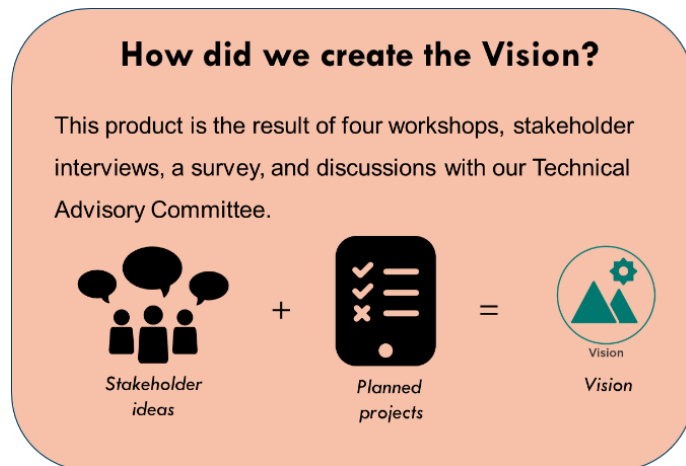 How did we create the Vision?
This product is the result of four workshops, stakeholder
interviews, a survey, and discussions with our Technical
Advisory Committee.
+
=
Vision
Stakeholder
ideas
Planned
projects
Vision